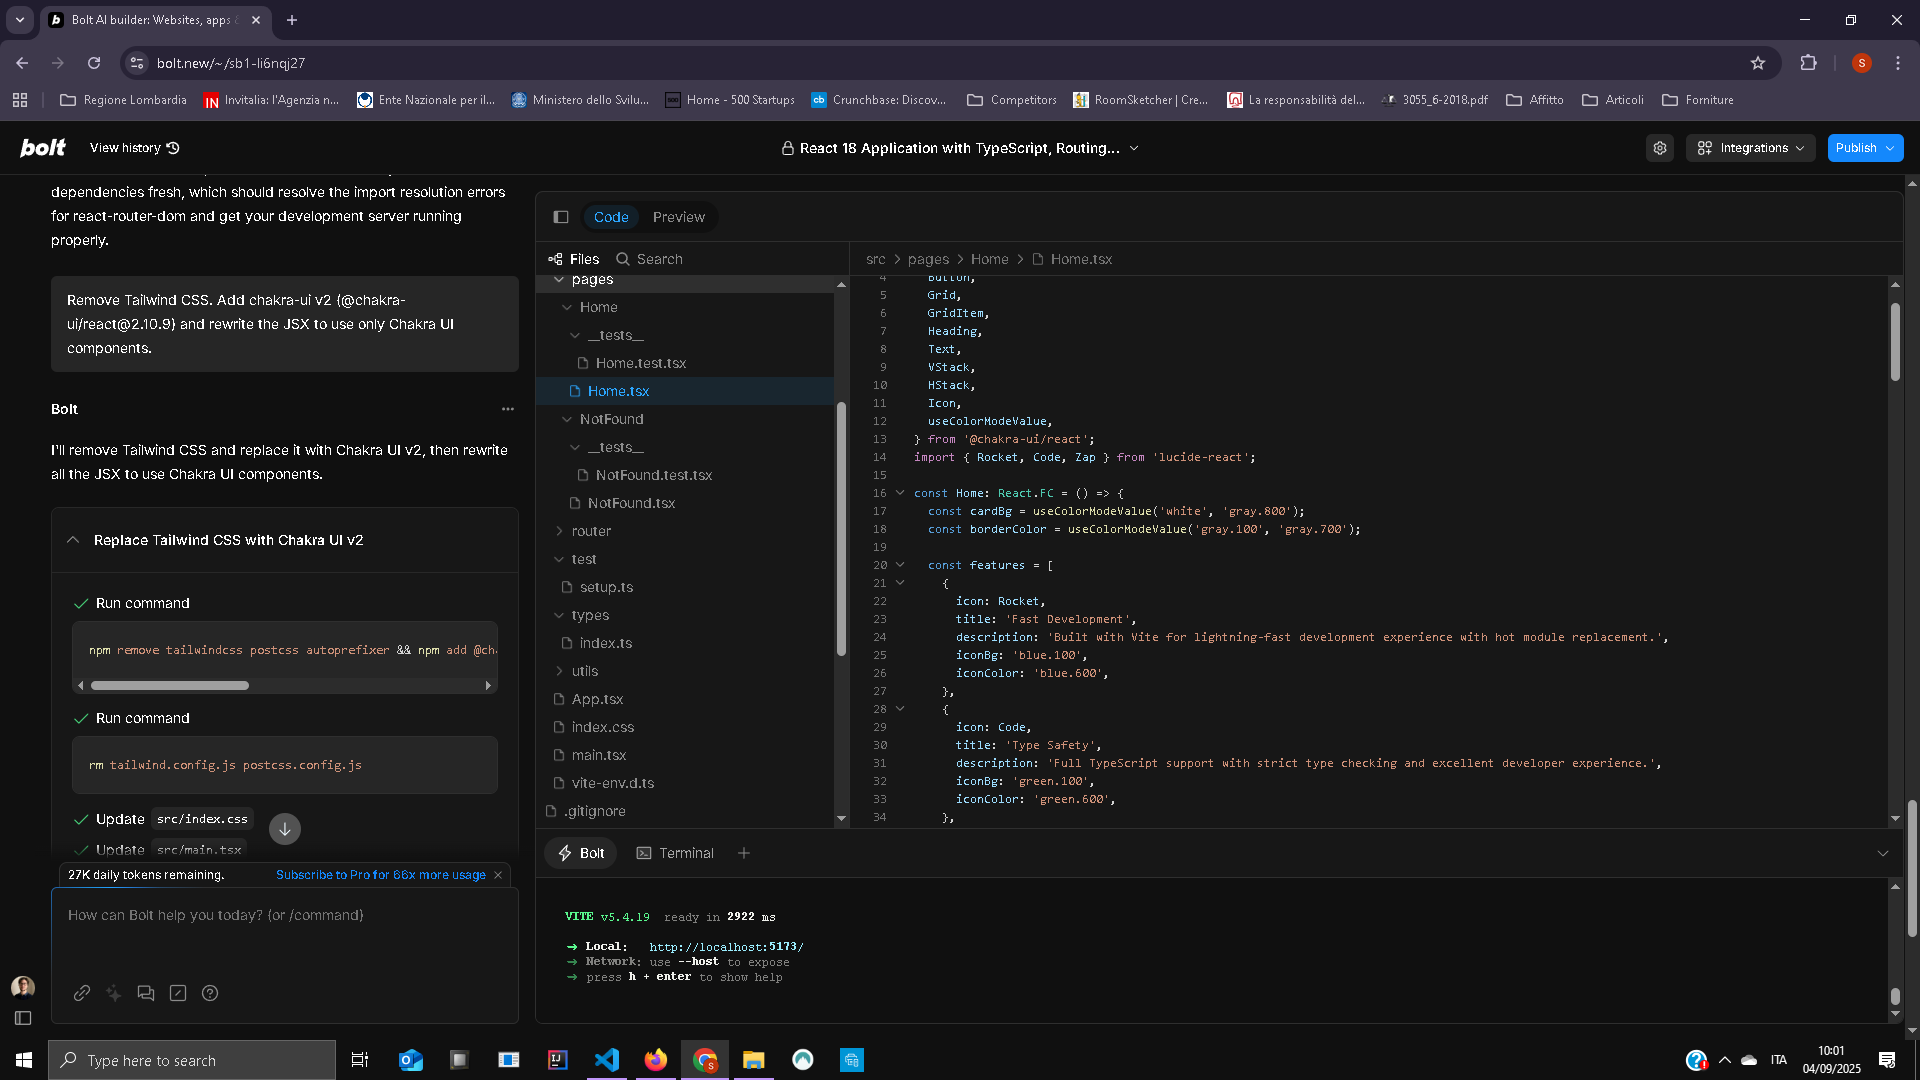 Bolt AI builder: Websites, apps &
bolt.new/~/sb1-li6nqj27
S
Regione Lombardia
Invitalia: l'Agenzia n...
Ente Nazionale per il...
Ministero dello Svilu...
Home - 500 Startups
Crunchbase: Discov...
Competitors
RoomSketcher | Cre...
La responsabilità del...
3055_6-2018.pdf
Affitto
Articoli
Forniture
bolt
View history
React 18 Application with TypeScript, Routing...
Integrations
Publish
dependencies fresh, which should resolve the import resolution errors
for react-router-dom and get your development server running
properly.
Remove Tailwind CSS. Add chakra-ui v2 (@chakra-
ui/react@2.10.9) and rewrite the JSX to use only Chakra UI
components.
Bolt
I'll remove Tailwind CSS and replace it with Chakra UI v2, then rewrite
all the JSX to use Chakra UI components.
Replace Tailwind CSS with Chakra UI v2
Run command
npm remove tailwindcss postcss autoprefixer && npm add @ch
Run command
rm tailwind.config.js postcss.config.js
Update src/index.css
Update src/main.tsx
27K daily tokens remaining.
Subscribe to Pro for 66x more usage
How can Bolt help you today? (or /command)
Code
Preview
Files
Search
pages
Home
__tests__
Home.test.tsx
Home.tsx
NotFound
__tests__
NotFound.test.tsx
NotFound.tsx
router
test
setup.ts
types
index.ts
utils
App.tsx
index.css
main.tsx
vite-env.d.ts
.gitignore
src > pages > Home > Home.tsx
4 Button,
5 Grid,
6 GridItem,
7 Heading,
8 Text,
9 VStack,
10 HStack,
11 Icon,
12 useColorModeValue,
13 } from '@chakra-ui/react';
14 import { Rocket, Code, Zap } from 'lucide-react';
15
16 const Home: React.FC = () => {
17 const cardBg = useColorModeValue('white', 'gray.800');
18 const borderColor = useColorModeValue('gray.100', 'gray.700');
19
20 const features = [
21 {
22 icon: Rocket,
23 title: 'Fast Development',
24 description: 'Built with Vite for lightning-fast development experience with hot module replacement.',
25 iconBg: 'blue.100',
26 iconColor: 'blue.600',
27 },
28 {
29 icon: Code,
30 title: 'Type Safety',
31 description: 'Full TypeScript support with strict type checking and excellent developer experience.',
32 iconBg: 'green.100',
33 iconColor: 'green.600',
34 },
Bolt
Terminal
VITE v5.4.19 ready in 2922 ms
➜ Local: http://localhost:5173/
➜ Network: use --host to expose
➜ press h + enter to show help
Type here to search
ITA
10:01
04/09/2025